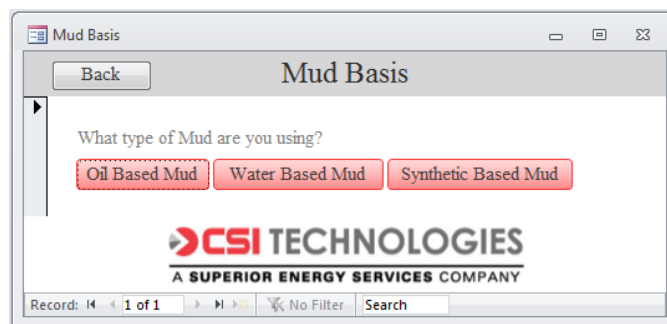 Mud Basis
Back
Mud Basis
What type of Mud are you using?
Oil Based Mud Water Based Mud Synthetic Based Mud
CSI TECHNOLOGIES
A SUPERIOR ENERGY SERVICES COMPANY
Record: 1 of 1 No Filter Search